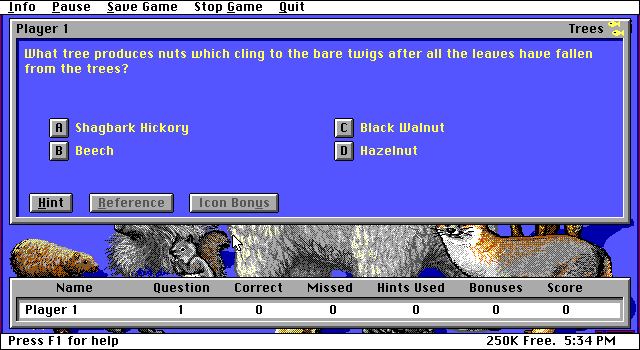 Info Pause Save Game Stop Game Quit
Player 1 Trees
What tree produces nuts which cling to the bare twigs after all the leaves have fallen
from the trees?
A Shagbark Hickory C Black Walnut
B Beech D Hazelnut
Hint Reference Icon Bonus
Name Question Correct Missed Hints Used Bonuses Score
Player 1 1 0 0 0 0 0
Press F1 for help 250K Free. 5:34 PM